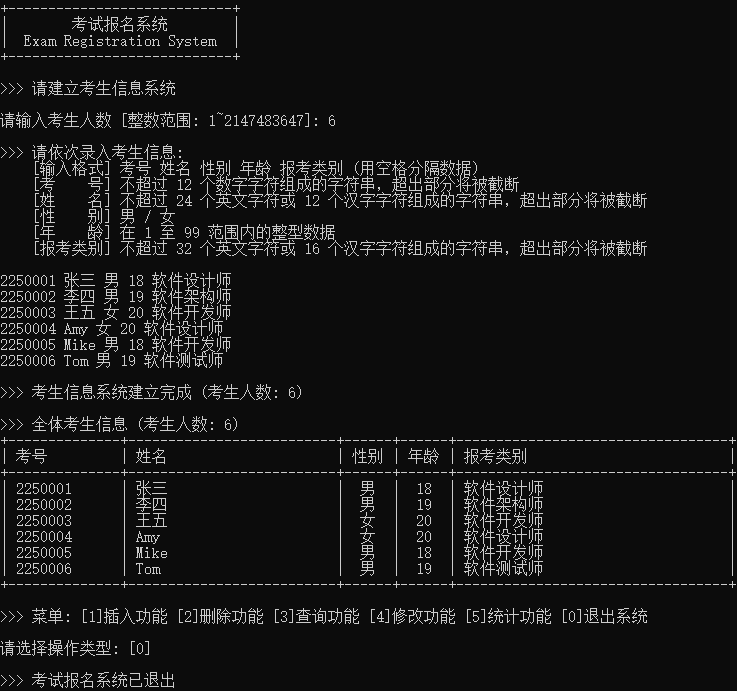 考试报名系统
Exam Registration System
>>> 请建立考生信息系统
请输入考生人数 [整数范围: 1~2147483647]: 6
>>> 请依次录入考生信息:
[输入格式] 考号 姓名 性别 年龄 报考类别 (用空格分隔数据)
[考    号] 不超过 12 个数字字符组成的字符串，超出部分将被截断
[姓    名] 不超过 24 个英文字符或 12 个汉字字符组成的字符串，超出部分将被截断
[性    别] 男 / 女
[年    龄] 在 1 至 99 范围内的整型数据
[报考类别] 不超过 32 个英文字符或 16 个汉字字符组成的字符串，超出部分将被截断
2250001 张三 男 18 软件设计师
2250002 李四 男 19 软件架构师
2250003 王五 女 20 软件开发师
2250004 Amy 女 20 软件设计师
2250005 Mike 男 18 软件开发师
2250006 Tom 男 19 软件测试师
>>> 考生信息系统建立完成 (考生人数: 6)
>>> 全体考生信息 (考生人数: 6)
| 考号 | 姓名 | 性别 | 年龄 | 报考类别 |
| 2250001 | 张三 | 男 | 18 | 软件设计师 |
| 2250002 | 李四 | 男 | 19 | 软件架构师 |
| 2250003 | 王五 | 女 | 20 | 软件开发师 |
| 2250004 | Amy | 女 | 20 | 软件设计师 |
| 2250005 | Mike | 男 | 18 | 软件开发师 |
| 2250006 | Tom | 男 | 19 | 软件测试师 |
>>> 菜单: [1]插入功能 [2]删除功能 [3]查询功能 [4]修改功能 [5]统计功能 [0]退出系统
请选择操作类型: [0]
>>> 考试报名系统已退出